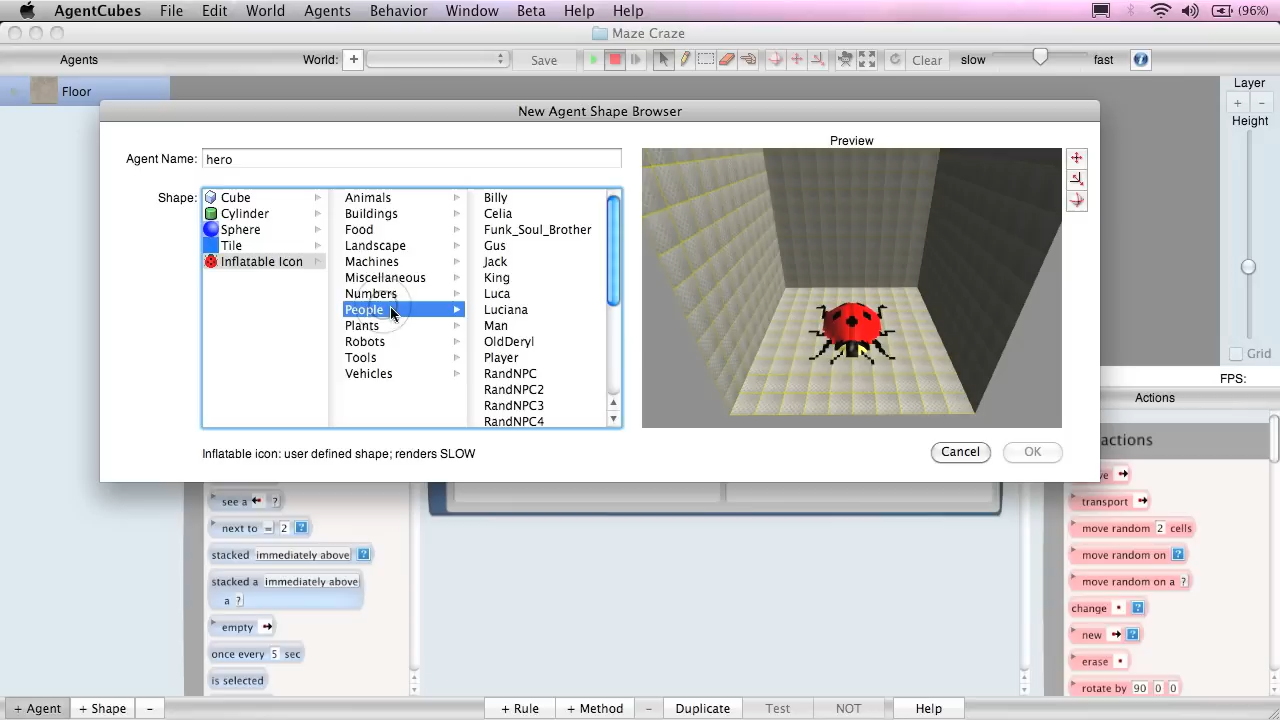 AgentCubes File Edit World Agents Behavior Window Beta Help Help (96%)
Maze Craze
Agents World: + Save Clear slow fast
Floor
Layer
+ -
Height
Grid
FPS:
New Agent Shape Browser
Agent Name: hero
Shape:
Cube
Cylinder
Sphere
Tile
Inflatable Icon
Animals
Buildings
Food
Landscape
Machines
Miscellaneous
Numbers
People
Plants
Robots
Tools
Vehicles
Billy
Celia
Funk_Soul_Brother
Gus
Jack
King
Luca
Luciana
Man
OldDeryl
Player
RandNPC
RandNPC2
RandNPC3
RandNPC4
Preview
Inflatable icon: user defined shape; renders SLOW
Cancel OK
see a ?
next to = 2 ?
stacked immediately above ?
stacked a immediately above
a ?
empty
once every 5 sec
is selected
Actions
actions
ve
transport
move random 2 cells
move random on ?
move random on a ?
change ?
new ?
erase
rotate by 90 0 0
+ Agent + Shape - + Rule + Method - Duplicate Test NOT Help